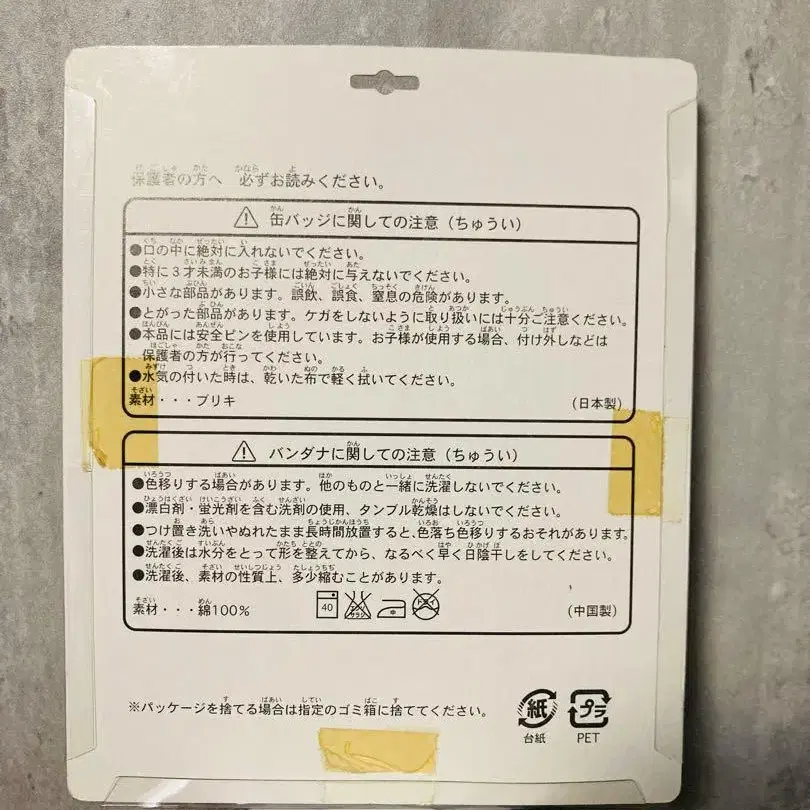 保護者の方へ 必ずお読みください。
⚠ 缶バッジに関しての注意（ちゅうい）
●口の中に絶対に入れないでください。
●特に3才未満のお子様には絶対に与えないでください。
●小さな部品があります。誤飲、誤食、窒息の危険があります。
●とがった部品があります。ケガをしないように取り扱いには十分ご注意ください。
●本品には安全ピンを使用しています。お子様が使用する場合、付け外しなどは
保護者の方が行ってください。
●水気の付いた時は、乾いた布で軽く拭いてください。
素材・・・ブリキ （日本製）
⚠ バンダナに関しての注意（ちゅうい）
●色移りする場合があります。他のものと一緒に洗濯しないでください。
●漂白剤・蛍光剤を含む洗剤の使用、タンブル乾燥はしないでください。
●つけ置き洗いやぬれたまま長時間放置すると、色落ち色移りするおそれがあります。
●洗濯後は水分をとって形を整えてから、なるべく早く日陰干しをしてください。
●洗濯後、素材の性質上、多少縮むことがあります。
素材・・・綿100% 40 エンソサラシ 中 ドライ （中国製）
※パッケージを捨てる場合は指定のゴミ箱に捨ててください。
紙 プラ
台紙 PET